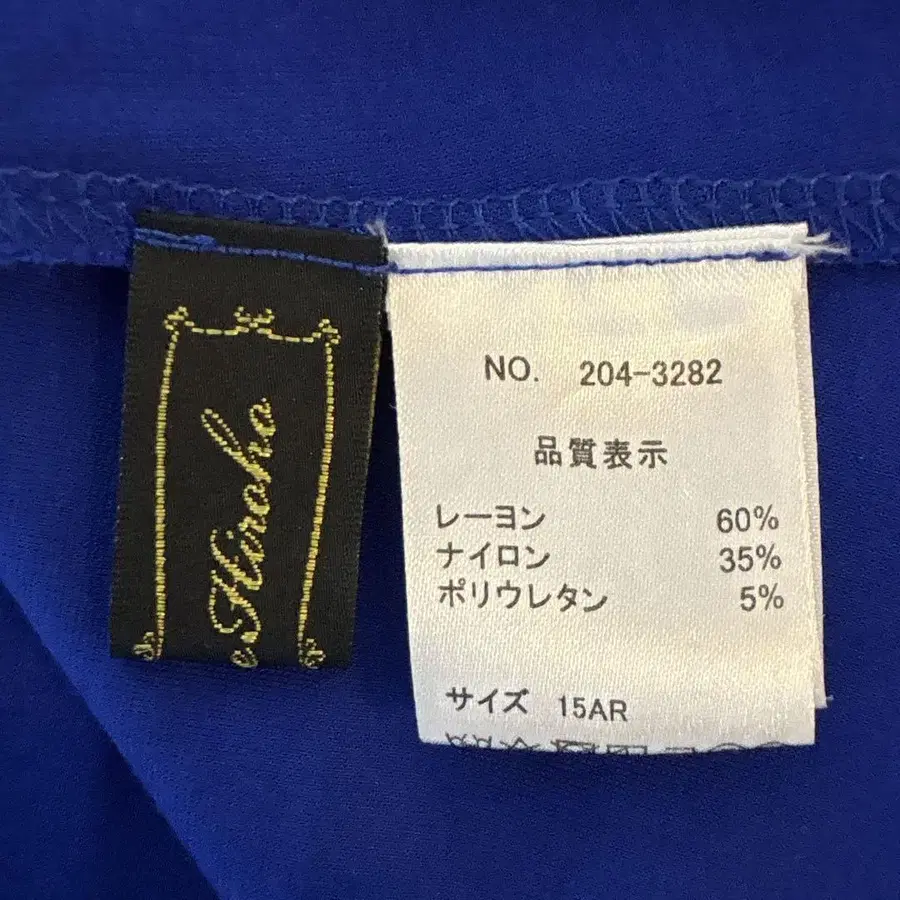 Hiroko
NO. 204-3282
品質表示
レーヨン 60%
ナイロン 35%
ポリウレタン 5%
サイズ 15AR